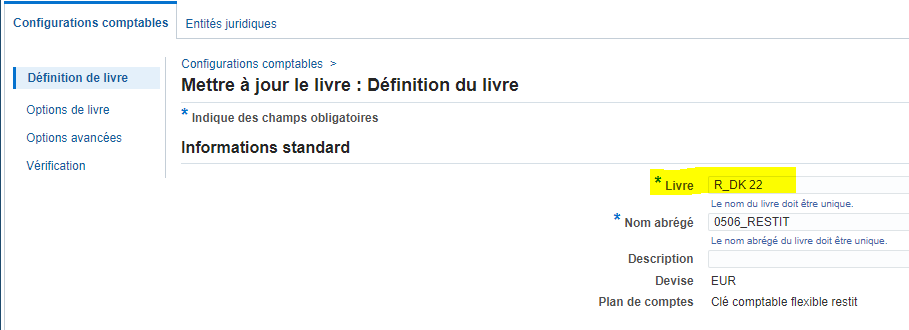 Configurations comptables
Entités juridiques
Définition de livre
Options de livre
Options avancées
Vérification
Configurations comptables >
Mettre à jour le livre : Définition du livre
* Indique des champs obligatoires
Informations standard
* Livre R_DK 22
Le nom du livre doit être unique.
* Nom abrégé 0506_RESTIT
Le nom abrégé du livre doit être unique.
Description
Devise EUR
Plan de comptes Clé comptable flexible restit